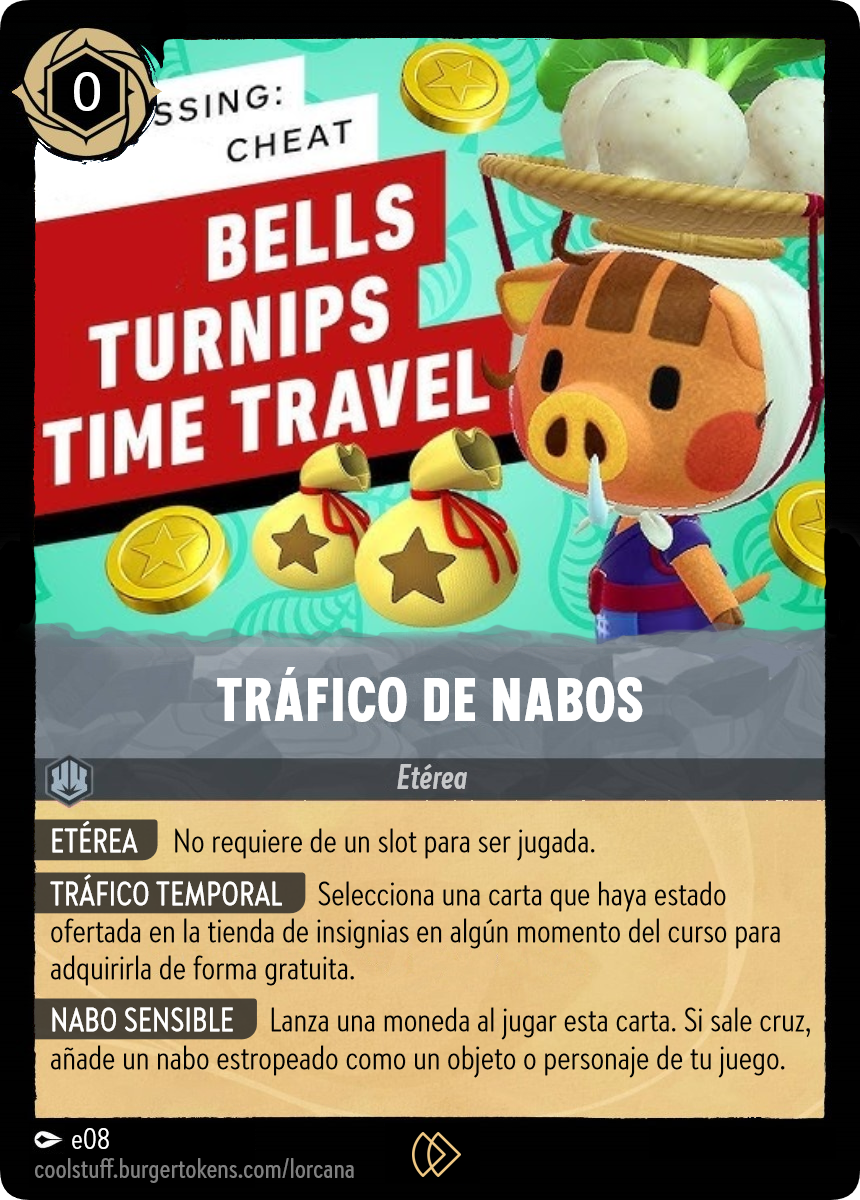 0
SSING:
CHEAT
BELLS
TURNIPS
TIME TRAVEL
TRÁFICO DE NABOS
Etérea
ETÉREA No requiere de un slot para ser jugada.
TRÁFICO TEMPORAL Selecciona una carta que haya estado
ofertada en la tienda de insignias en algún momento del curso para
adquirirla de forma gratuita.
NABO SENSIBLE Lanza una moneda al jugar esta carta. Si sale cruz,
añade un nabo estropeado como un objeto o personaje de tu juego.
e08
coolstuff.burgertokens.com/lorcana